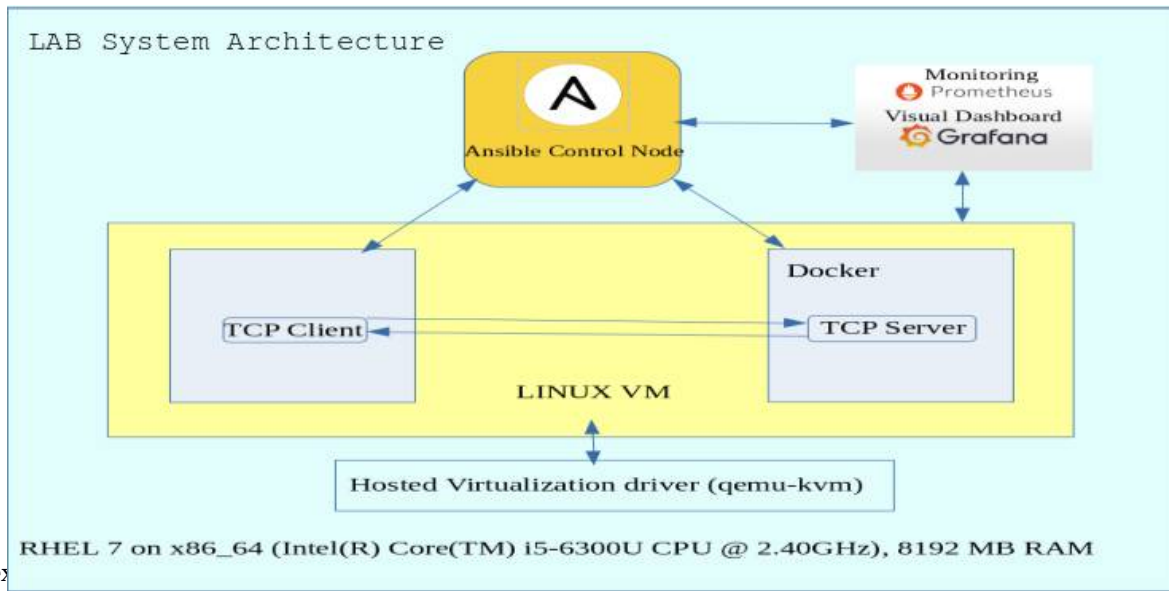 LAB System Architecture
Ansible Control Node
Monitoring
Prometheus
Visual Dashboard
Grafana
Docker
TCP Client
TCP Server
LINUX VM
Hosted Virtualization driver (qemu-kvm)
RHEL 7 on x86_64 (Intel(R) Core(TM) i5-6300U CPU @ 2.40GHz), 8192 MB RAM